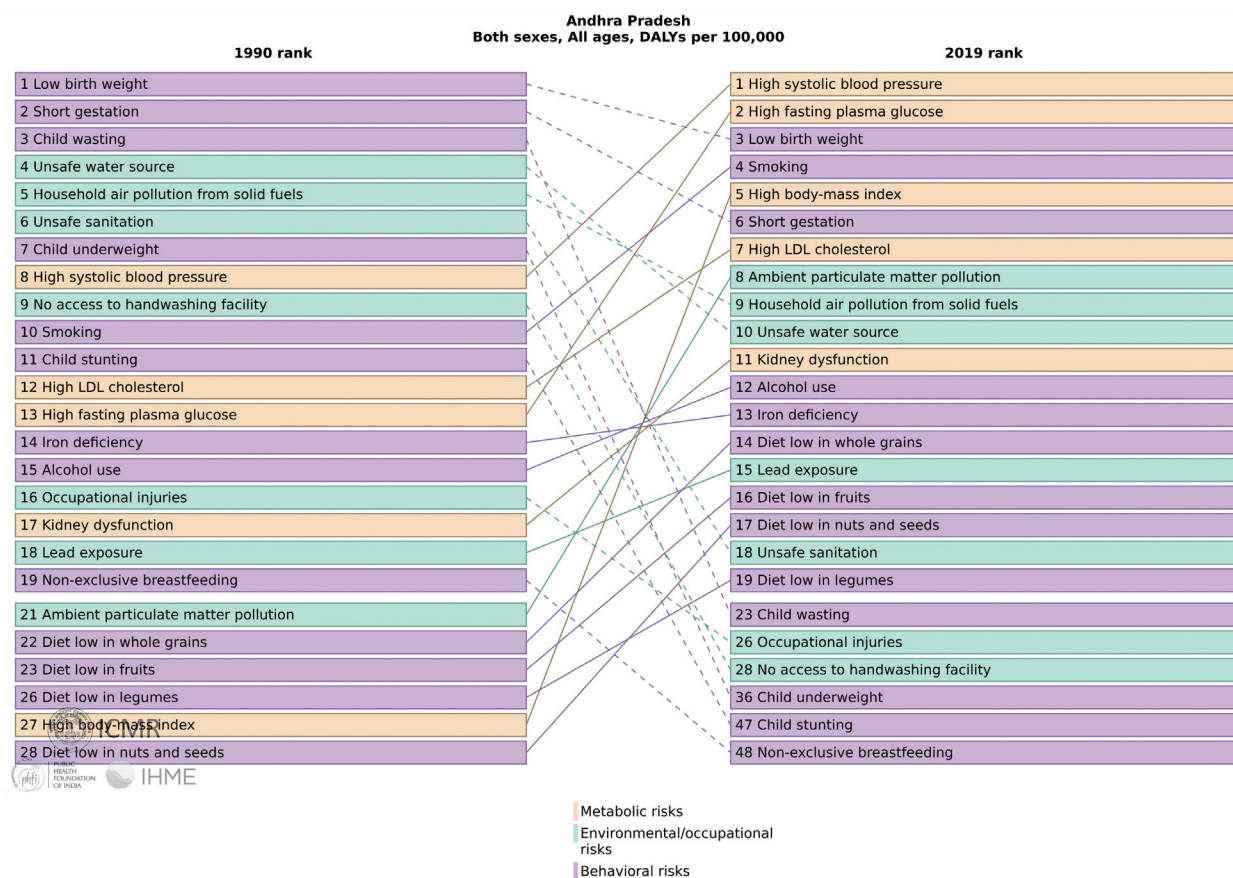 Andhra Pradesh
Both sexes, All ages, DALYs per 100,000
1990 rank
2019 rank
1 Low birth weight
2 Short gestation
3 Child wasting
4 Unsafe water source
5 Household air pollution from solid fuels
6 Unsafe sanitation
7 Child underweight
8 High systolic blood pressure
9 No access to handwashing facility
10 Smoking
11 Child stunting
12 High LDL cholesterol
13 High fasting plasma glucose
14 Iron deficiency
15 Alcohol use
16 Occupational injuries
17 Kidney dysfunction
18 Lead exposure
19 Non-exclusive breastfeeding
21 Ambient particulate matter pollution
22 Diet low in whole grains
23 Diet low in fruits
26 Diet low in legumes
27 High body-mass index
28 Diet low in nuts and seeds
1 High systolic blood pressure
2 High fasting plasma glucose
3 Low birth weight
4 Smoking
5 High body-mass index
6 Short gestation
7 High LDL cholesterol
8 Ambient particulate matter pollution
9 Household air pollution from solid fuels
10 Unsafe water source
11 Kidney dysfunction
12 Alcohol use
13 Iron deficiency
14 Diet low in whole grains
15 Lead exposure
16 Diet low in fruits
17 Diet low in nuts and seeds
18 Unsafe sanitation
19 Diet low in legumes
23 Child wasting
26 Occupational injuries
28 No access to handwashing facility
36 Child underweight
47 Child stunting
48 Non-exclusive breastfeeding
ICMR
phfi
PUBLIC
HEALTH
FOUNDATION
OF INDIA
IHME
Metabolic risks
Environmental/occupational
risks
Behavioral risks